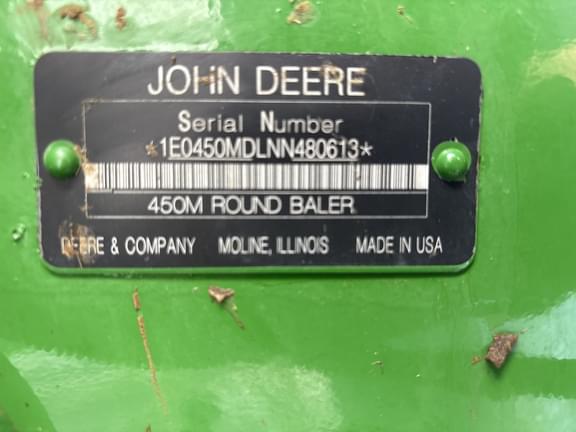 JOHN DEERE
Serial Number
*1E0450MDLNN480613*
450M ROUND BALER
DEERE & COMPANY MOLINE, ILLINOIS MADE IN USA